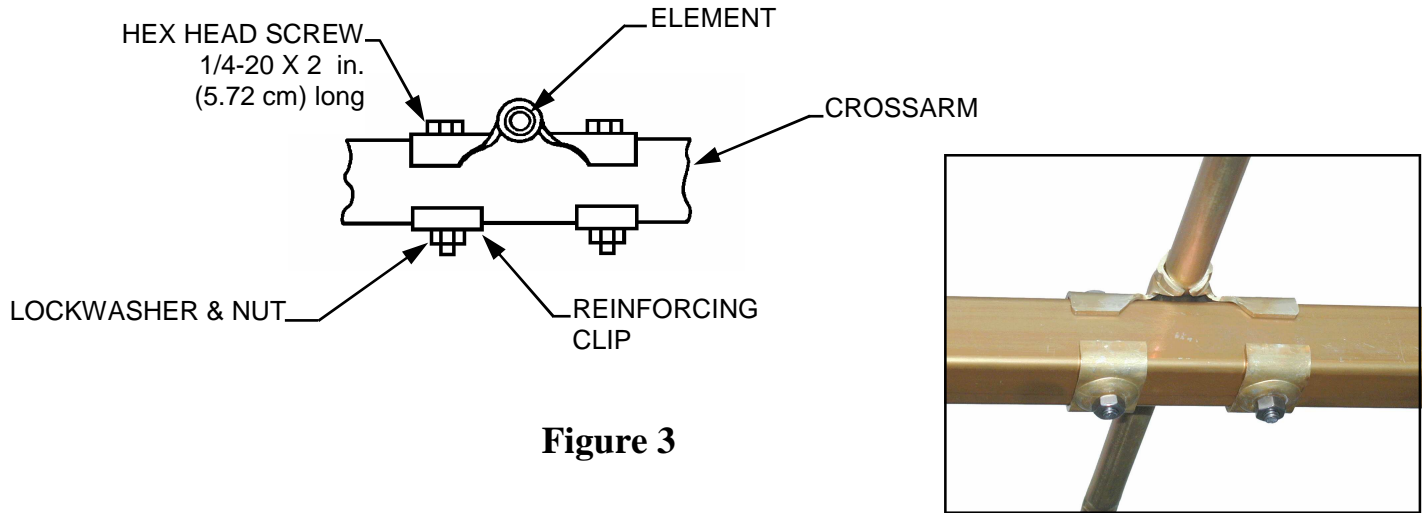 HEX HEAD SCREW
1/4-20 X 2 in.
(5.72 cm) long
ELEMENT
CROSSARM
LOCKWASHER & NUT
REINFORCING
CLIP
Figure 3